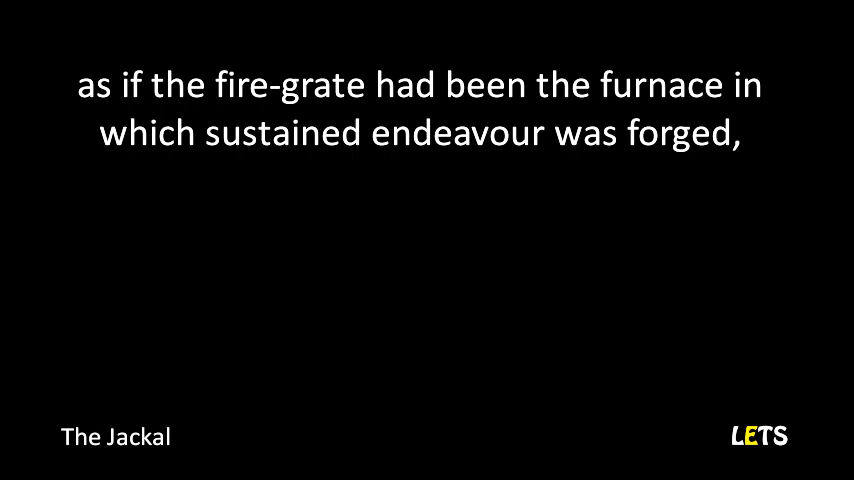 as if the fire-grate had been the furnace in
which sustained endeavour was forged,
The Jackal
LETS